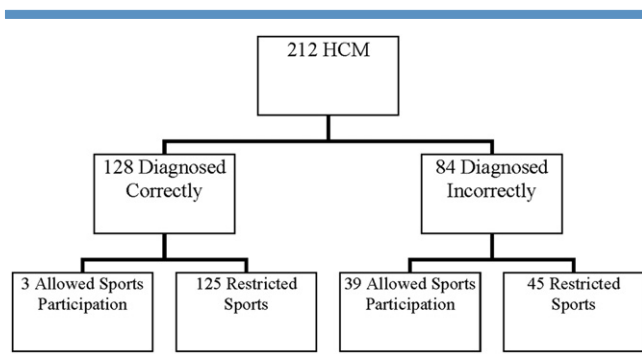 212 HCM
128 Diagnosed
Correctly
84 Diagnosed
Incorrectly
3 Allowed Sports
Participation
125 Restricted
Sports
39 Allowed Sports
Participation
45 Restricted
Sports